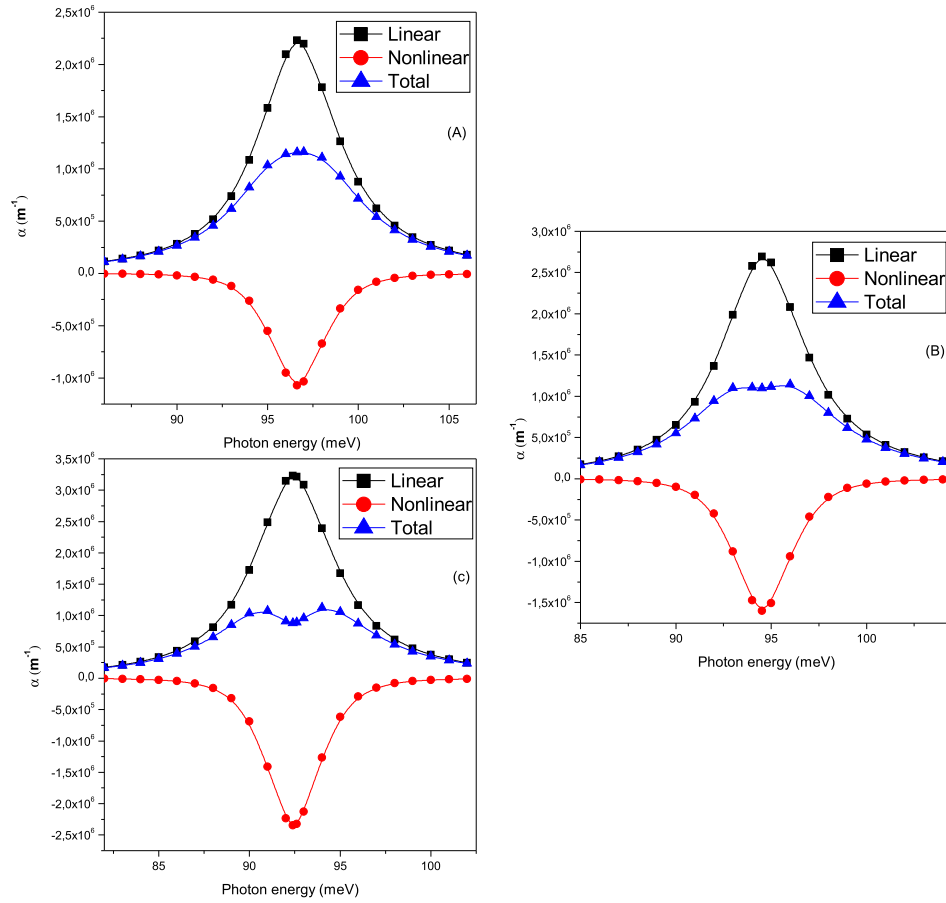 2,5x10⁶
2,0x10⁶
1,5x10⁶
1,0x10⁶
5,0x10⁵
0,0
-5,0x10⁵
-1,0x10⁶
α (m⁻¹)
Linear
Nonlinear
Total
(A)
90
95
100
105
Photon energy (meV)
3,0x10⁶
2,5x10⁶
2,0x10⁶
1,5x10⁶
1,0x10⁶
5,0x10⁵
0,0
-5,0x10⁵
-1,0x10⁶
-1,5x10⁶
α (m⁻¹)
Linear
Nonlinear
Total
(B)
85
90
95
100
Photon energy (meV)
3,5x10⁶
3,0x10⁶
2,5x10⁶
2,0x10⁶
1,5x10⁶
1,0x10⁶
5,0x10⁵
0,0
-5,0x10⁵
-1,0x10⁶
-1,5x10⁶
-2,0x10⁶
-2,5x10⁶
α (m⁻¹)
Linear
Nonlinear
Total
(c)
85
90
95
100
Photon energy (meV)